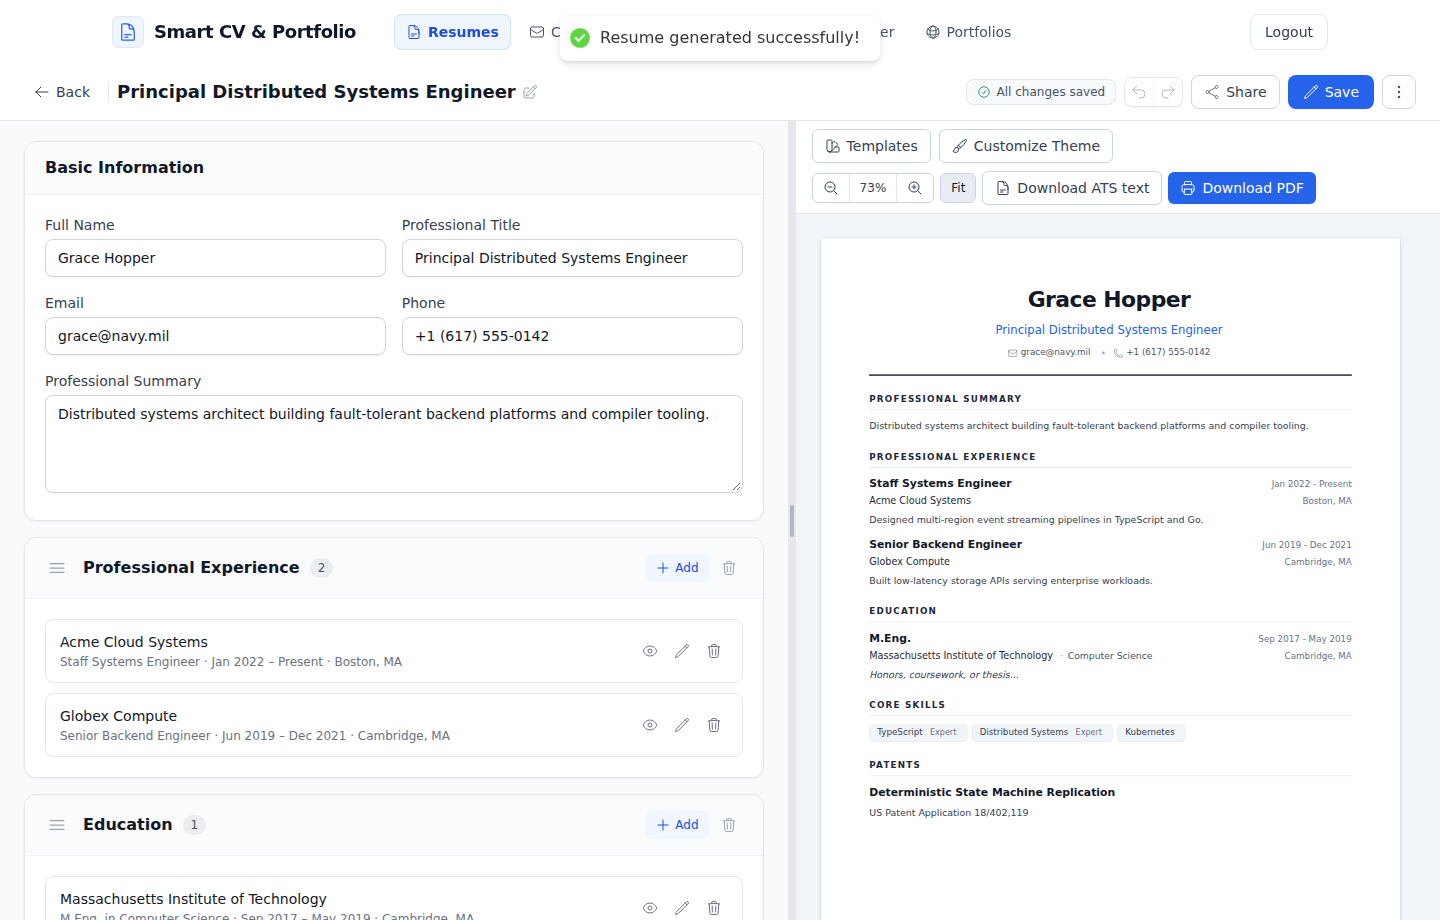 Smart CV & Portfolio
Resumes
Resume generated successfully!
er
Portfolios
Logout
Back
Principal Distributed Systems Engineer
All changes saved
Share
Save
Basic Information
Full Name
Professional Title
Grace Hopper
Principal Distributed Systems Engineer
Email
Phone
grace@navy.mil
+1 (617) 555-0142
Professional Summary
Distributed systems architect building fault-tolerant backend platforms and compiler tooling.
Professional Experience 2
Add
Acme Cloud Systems
Staff Systems Engineer · Jan 2022 – Present · Boston, MA
Globex Compute
Senior Backend Engineer · Jun 2019 – Dec 2021 · Cambridge, MA
Education 1
Add
Massachusetts Institute of Technology
M.Eng. in Computer Science · Sep 2017 – May 2019 · Cambridge, MA
Templates
Customize Theme
73%
Fit
Download ATS text
Download PDF
Grace Hopper
Principal Distributed Systems Engineer
grace@navy.mil • +1 (617) 555-0142
PROFESSIONAL SUMMARY
Distributed systems architect building fault-tolerant backend platforms and compiler tooling.
PROFESSIONAL EXPERIENCE
Staff Systems Engineer Jan 2022 - Present
Acme Cloud Systems Boston, MA
Designed multi-region event streaming pipelines in TypeScript and Go.
Senior Backend Engineer Jun 2019 - Dec 2021
Globex Compute Cambridge, MA
Built low-latency storage APIs serving enterprise workloads.
EDUCATION
M.Eng. Sep 2017 - May 2019
Massachusetts Institute of Technology · Computer Science Cambridge, MA
Honors, coursework, or thesis...
CORE SKILLS
TypeScript Expert Distributed Systems Expert Kubernetes
PATENTS
Deterministic State Machine Replication
US Patent Application 18/402,119